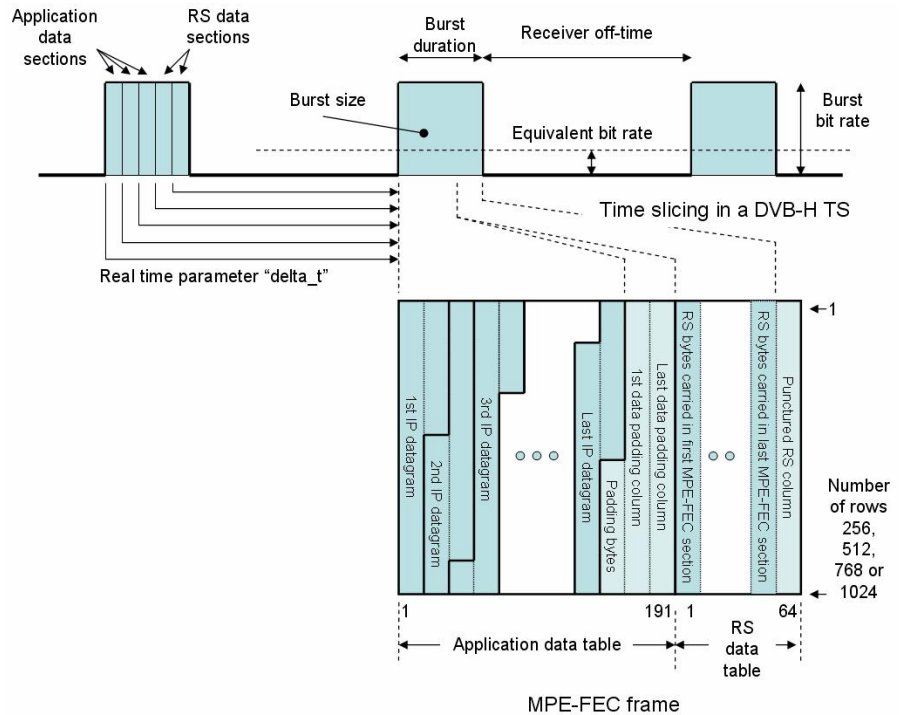 Application
data
sections
RS data
sections
Burst
duration
Receiver off-time
Burst size
Equivalent bit rate
Burst
bit rate
Time slicing in a DVB-H TS
Real time parameter “delta_t”
1st IP datagram
2nd IP datagram
3rd IP datagram
Last IP datagram
Padding bytes
1st data padding column
Last data padding column
RS bytes carried in first MPE-FEC section
RS bytes carried in last MPE-FEC section
Punctured RS column
1
Number
of rows
256,
512,
768 or
1024
1
191
1
64
Application data table
RS
data
table
MPE-FEC frame